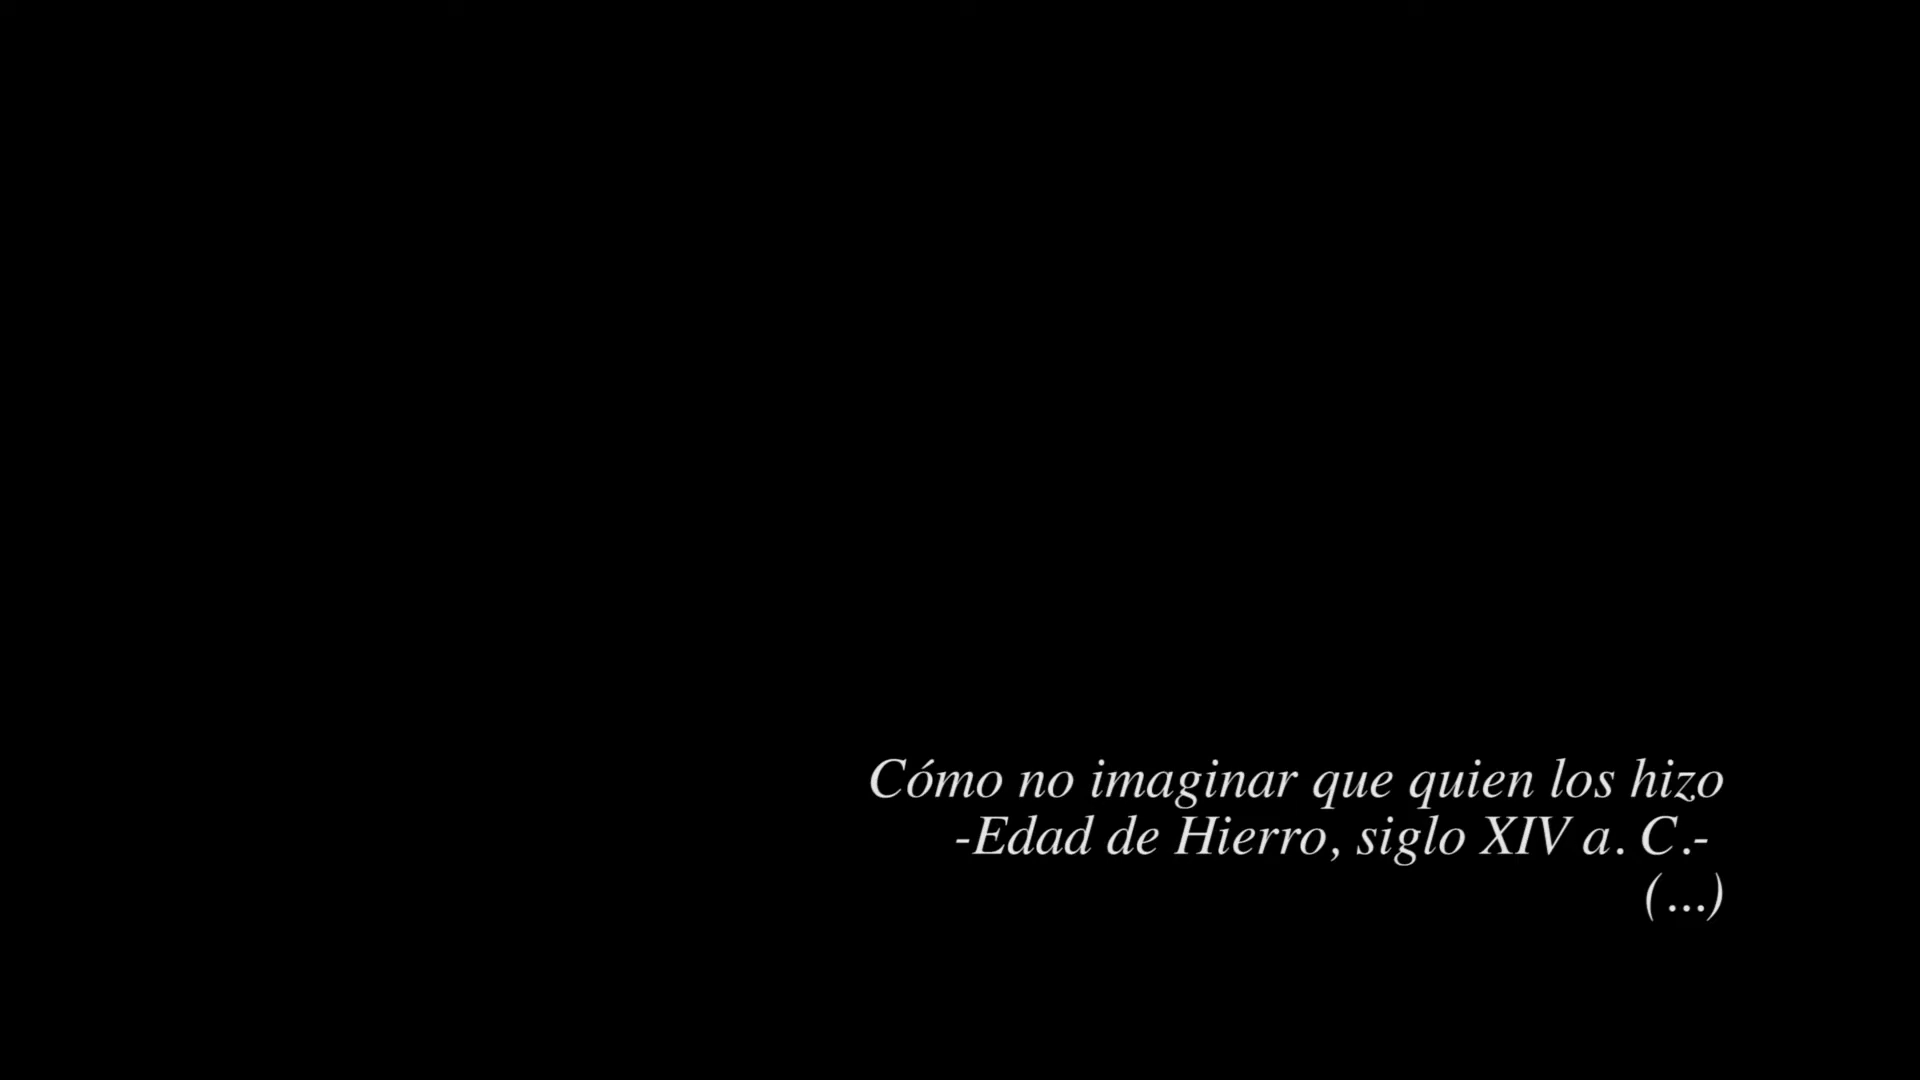 Cómo no imaginar que quien los hizo
-Edad de Hierro, siglo XIV a. C.-
(...)